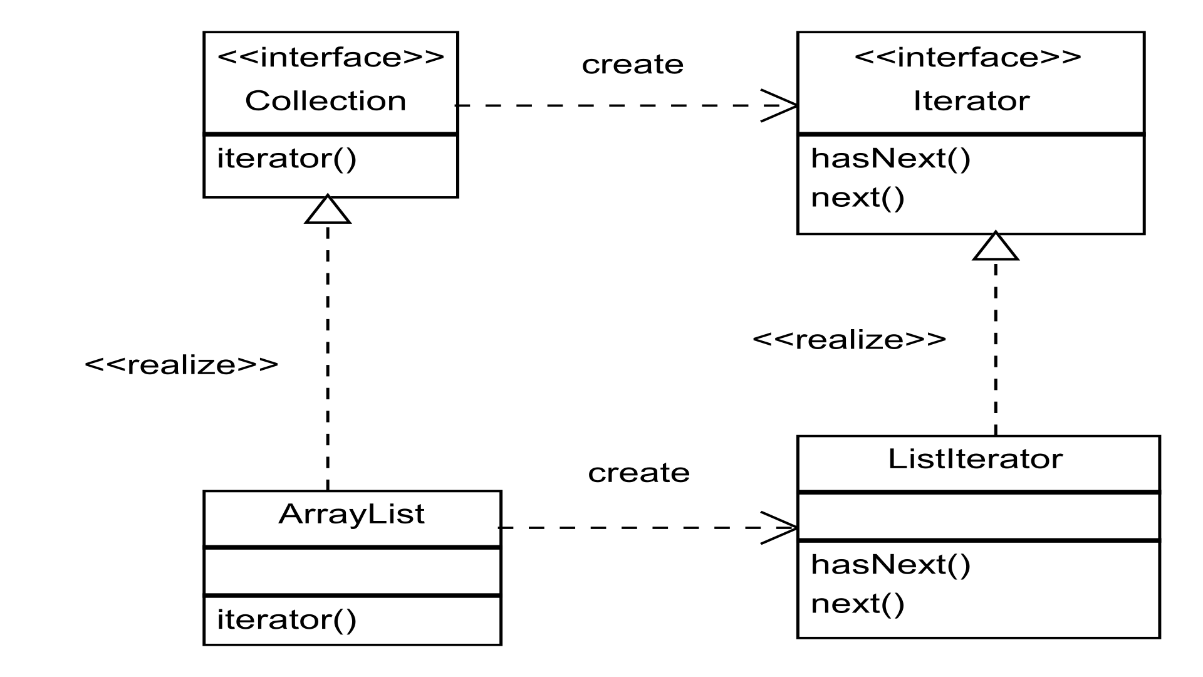 <<interface>>
Collection
iterator()
create
<<interface>>
Iterator
hasNext()
next()
<<realize>>
<<realize>>
ArrayList
iterator()
create
ListIterator
hasNext()
next()